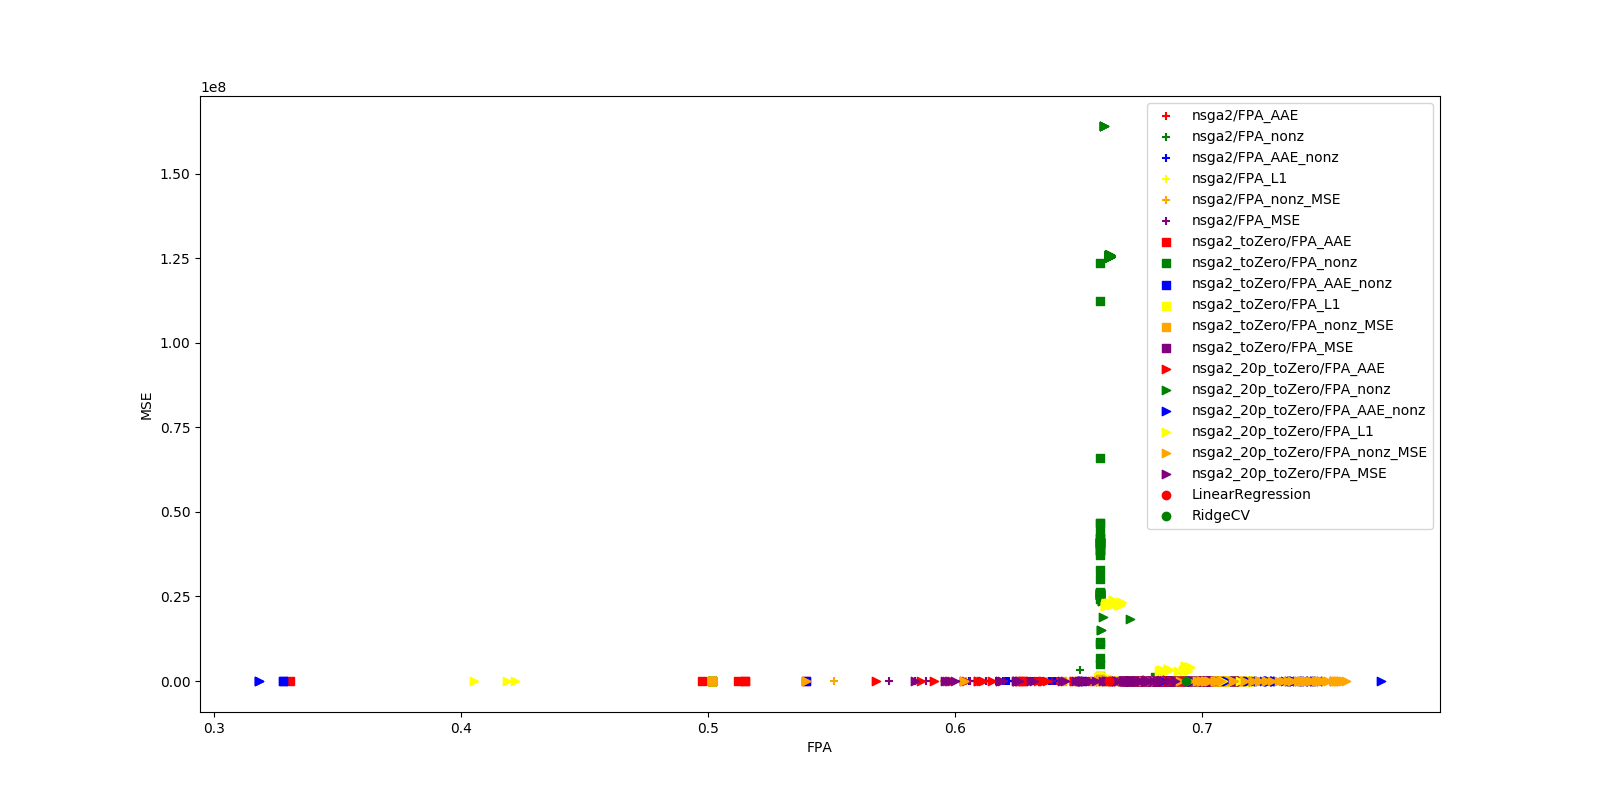 1e8
1.50
1.25
1.00
0.75
0.50
0.25
0.00
MSE
0.3
0.4
0.5
0.6
0.7
FPA
nsga2/FPA_AAE
nsga2/FPA_nonz
nsga2/FPA_AAE_nonz
nsga2/FPA_L1
nsga2/FPA_nonz_MSE
nsga2/FPA_MSE
nsga2_toZero/FPA_AAE
nsga2_toZero/FPA_nonz
nsga2_toZero/FPA_AAE_nonz
nsga2_toZero/FPA_L1
nsga2_toZero/FPA_nonz_MSE
nsga2_toZero/FPA_MSE
nsga2_20p_toZero/FPA_AAE
nsga2_20p_toZero/FPA_nonz
nsga2_20p_toZero/FPA_AAE_nonz
nsga2_20p_toZero/FPA_L1
nsga2_20p_toZero/FPA_nonz_MSE
nsga2_20p_toZero/FPA_MSE
LinearRegression
RidgeCV